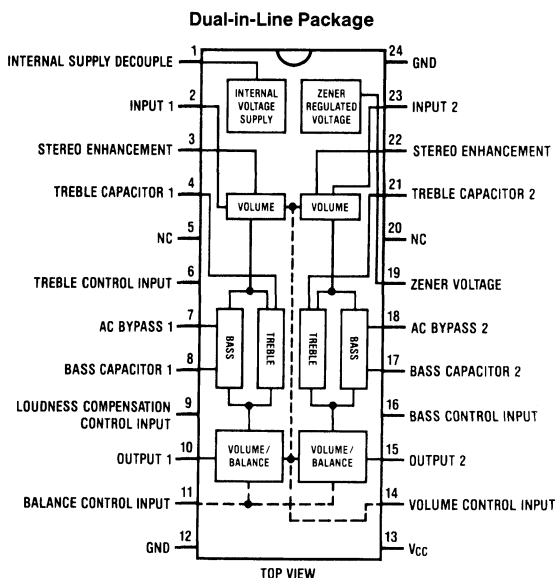 Dual-in-Line Package
INTERNAL SUPPLY DECOUPLE 1
INPUT 1 2
STEREO ENHANCEMENT 3
TREBLE CAPACITOR 1 4
NC 5
TREBLE CONTROL INPUT 6
AC BYPASS 1 7
BASS CAPACITOR 1 8
LOUDNESS COMPENSATION
CONTROL INPUT 9
OUTPUT 1 10
BALANCE CONTROL INPUT 11
GND 12
INTERNAL
VOLTAGE
SUPPLY
ZENER
REGULATED
VOLTAGE
VOLUME
VOLUME
BASS
TREBLE
TREBLE
BASS
VOLUME/
BALANCE
VOLUME/
BALANCE
24 GND
23 INPUT 2
22 STEREO ENHANCEMENT
21 TREBLE CAPACITOR 2
20 NC
19 ZENER VOLTAGE
18 AC BYPASS 2
17 BASS CAPACITOR 2
16 BASS CONTROL INPUT
15 OUTPUT 2
14 VOLUME CONTROL INPUT
13 VCC
TOP VIEW